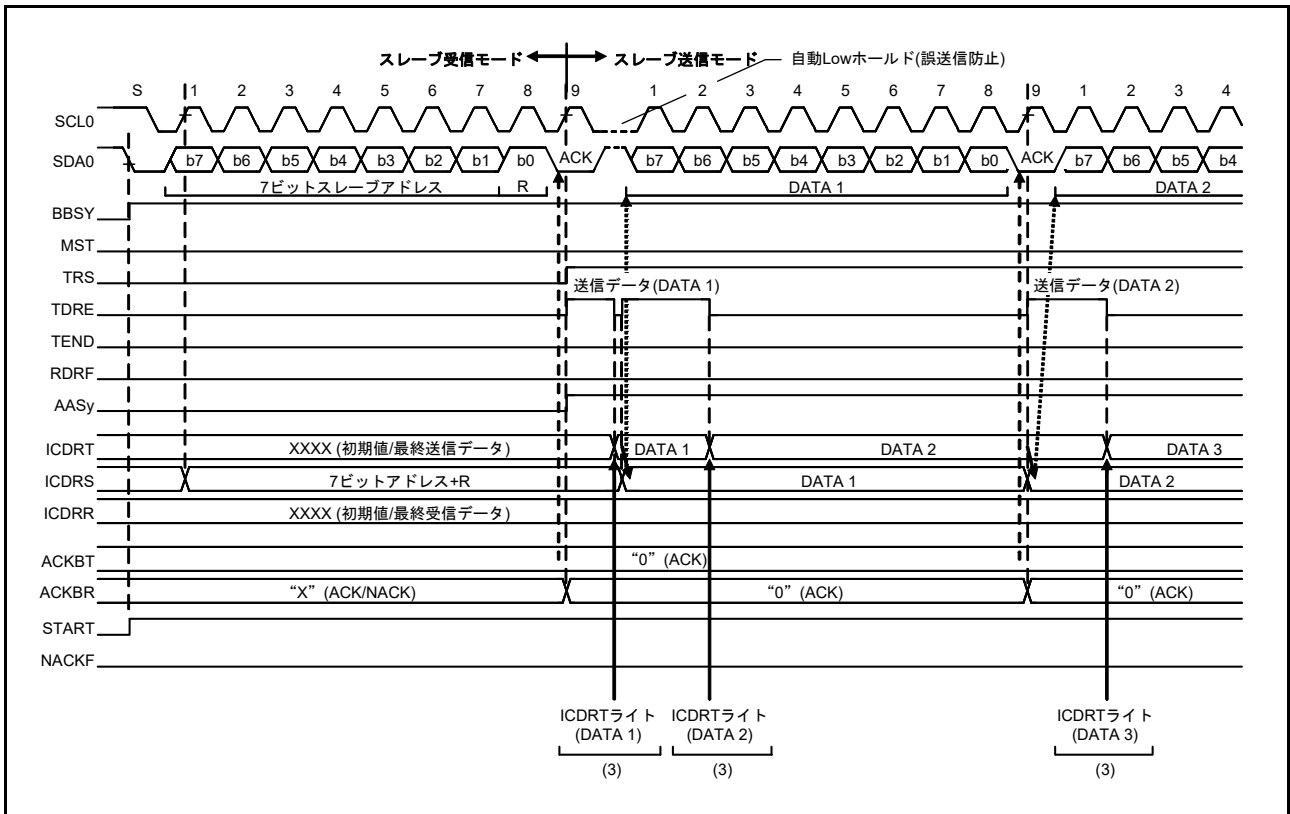 スレーブ受信モード スレーブ送信モード 自動Lowホールド(誤送信防止)
S 1 2 3 4 5 6 7 8 9 1 2 3 4 5 6 7 8 9 1 2 3 4
SCL0
SDA0 b7 b6 b5 b4 b3 b2 b1 b0 ACK b7 b6 b5 b4 b3 b2 b1 b0 ACK b7 b6 b5 b4
7ビットスレーブアドレス R DATA 1 DATA 2
BBSY
MST
TRS
送信データ(DATA 1) 送信データ(DATA 2)
TDRE
TEND
RDRF
AASy
ICDRT XXXX (初期値/最終送信データ) DATA 1 DATA 2 DATA 3
ICDRS 7ビットアドレス+R DATA 1 DATA 2
ICDRR XXXX (初期値/最終受信データ)
ACKBT “0” (ACK)
ACKBR “X” (ACK/NACK) “0” (ACK) “0” (ACK)
START
NACKF
ICDRTライト ICDRTライト ICDRTライト
(DATA 1) (DATA 2) (DATA 3)
(3) (3) (3)